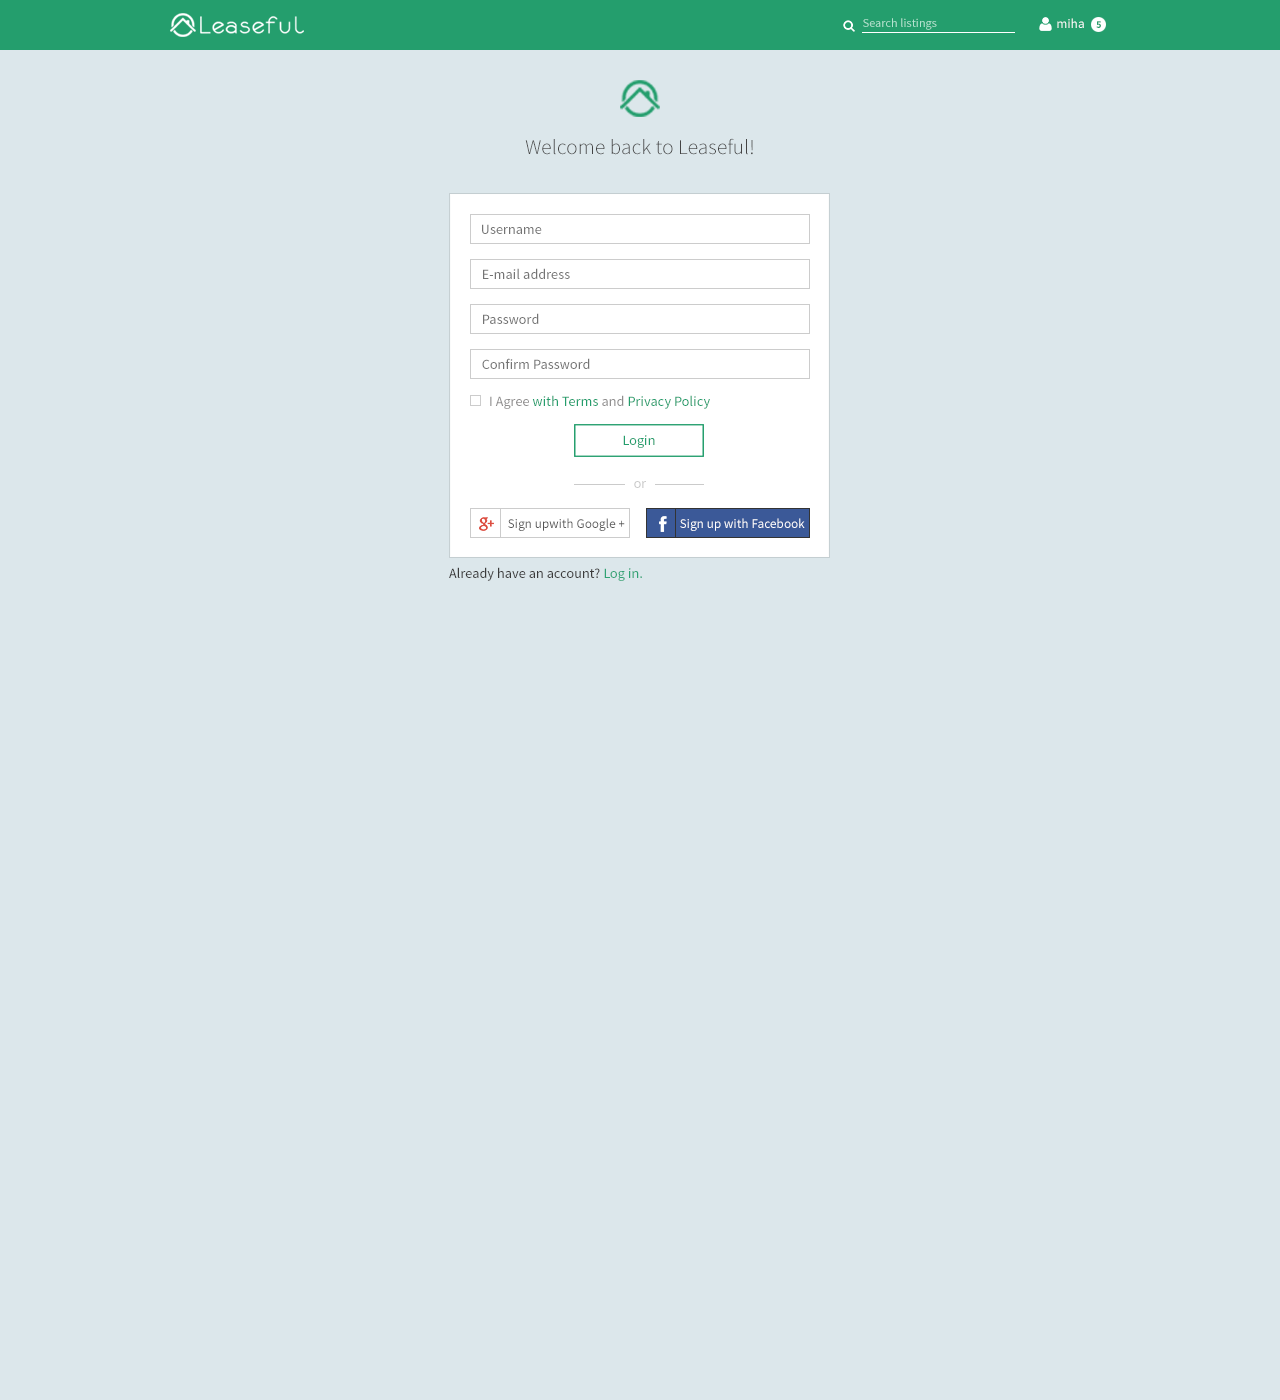 Leaseful
Search listings
miha 5
Welcome back to Leaseful!
Username
E-mail address
Password
Confirm Password
I Agree with Terms and Privacy Policy
Login
or
g+ Sign upwith Google +
f Sign up with Facebook
Already have an account? Log in.